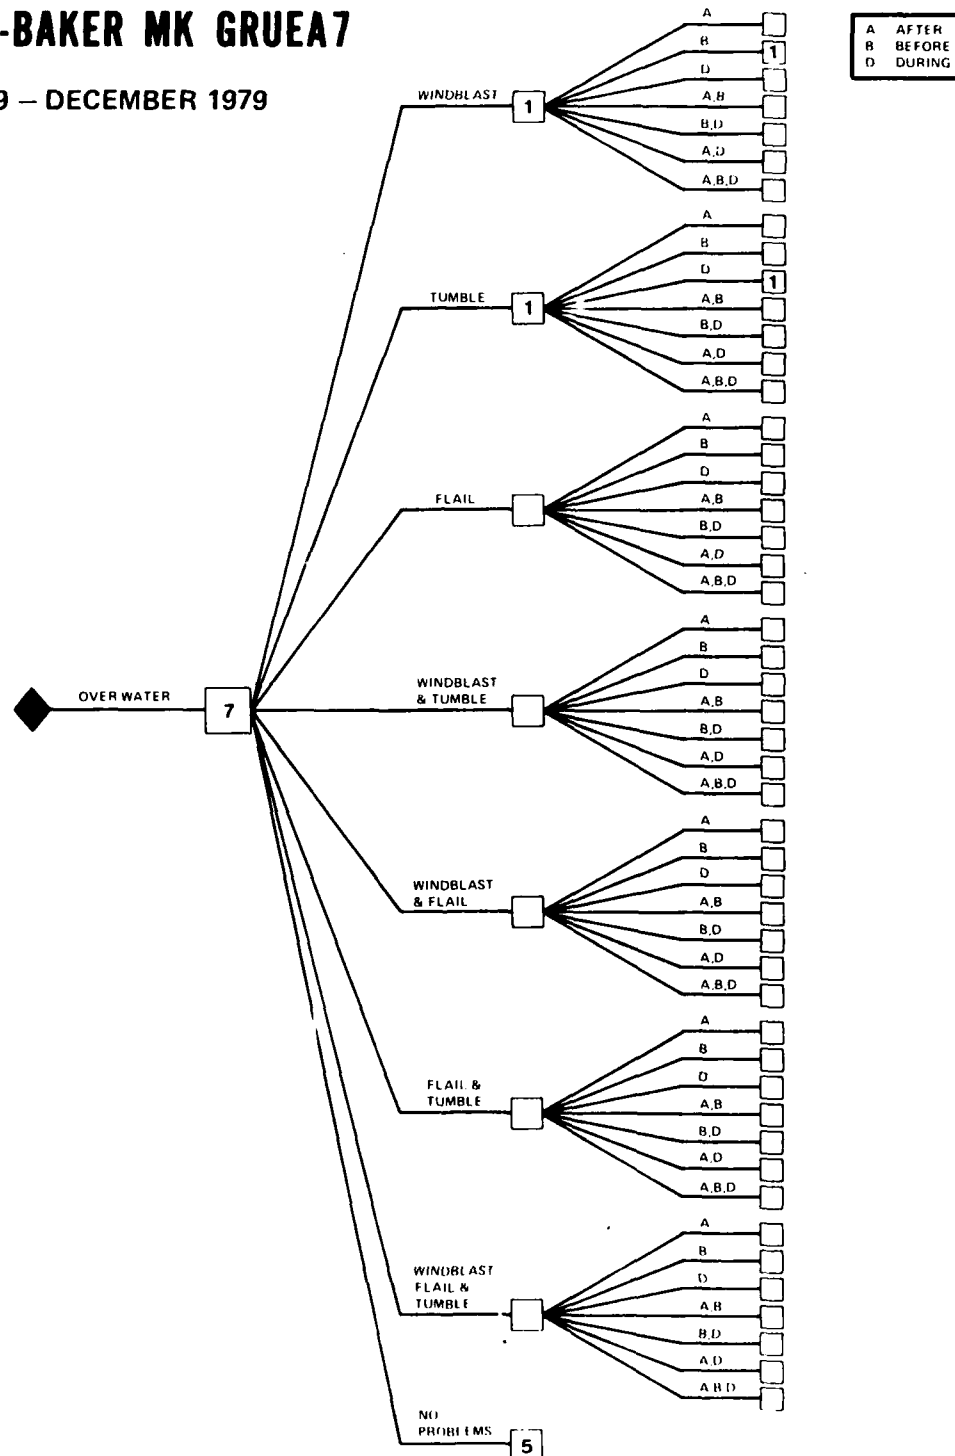 -BAKER MK GRUEA7
9 – DECEMBER 1979
A AFTER
B BEFORE
D DURING
OVER WATER
7
WINDBLAST
1
A
B
1
D
A,B
B,D
A,D
A,B,D
TUMBLE
1
A
B
D
1
A,B
B,D
A,D
A,B,D
FLAIL
A
B
D
A,B
B,D
A,D
A,B,D
WINDBLAST
& TUMBLE
A
B
D
A,B
B,D
A,D
A,B,D
WINDBLAST
& FLAIL
A
B
D
A,B
B,D
A,D
A,B,D
FLAIL &
TUMBLE
A
B
D
A,B
B,D
A,D
A,B,D
WINDBLAST
FLAIL &
TUMBLE
A
B
D
A,B
B,D
A,D
A,B,D
NO
PROBLEMS
5